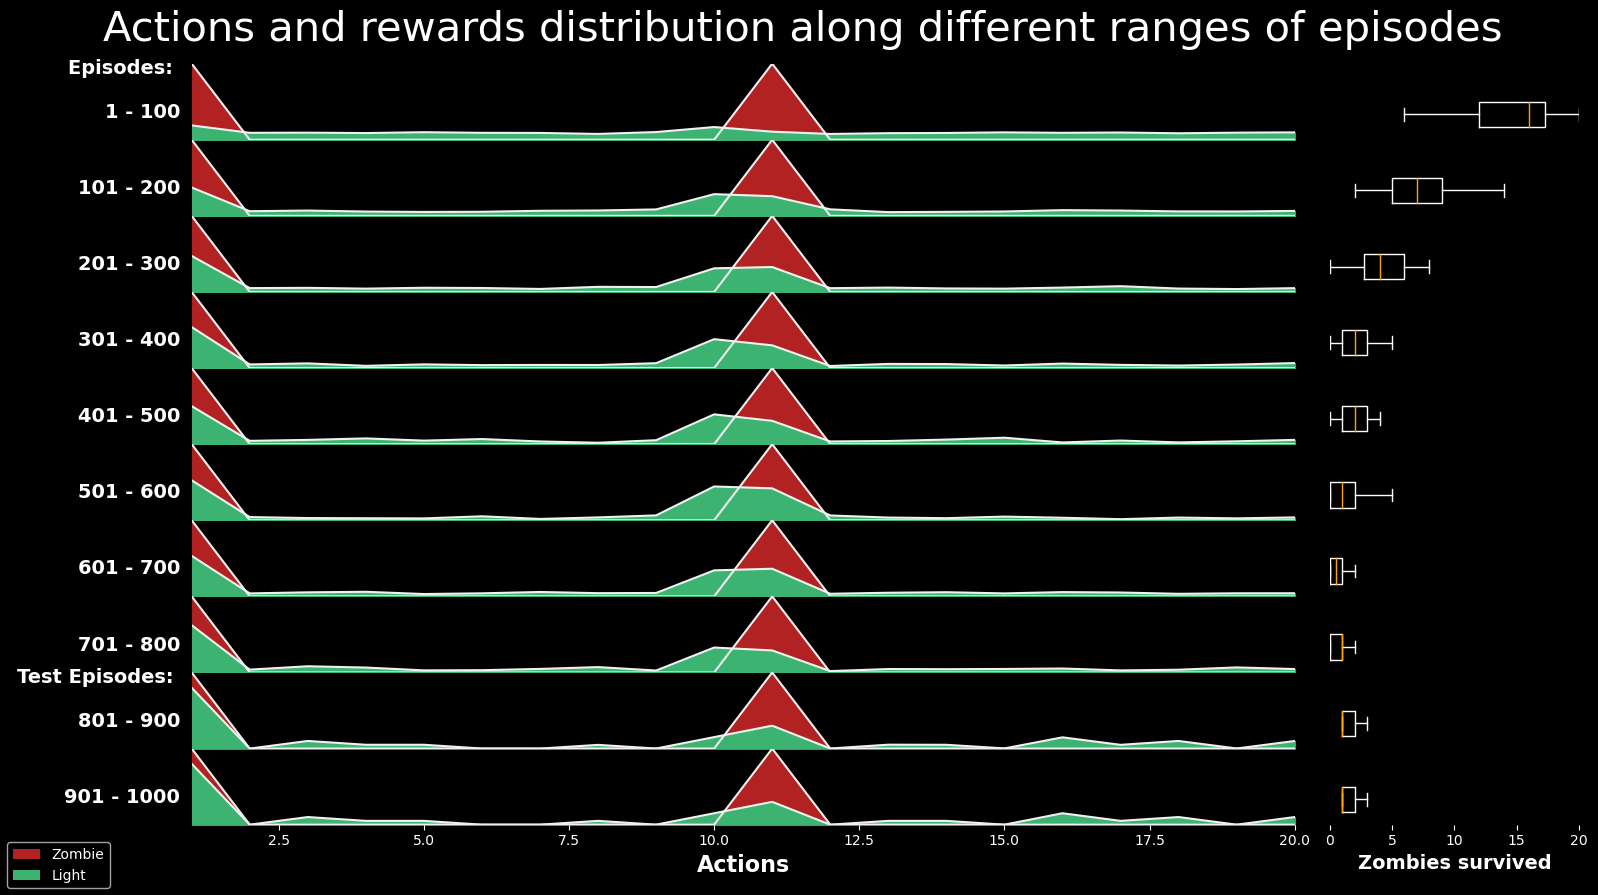 Actions and rewards distribution along different ranges of episodes
Episodes:
1 - 100
101 - 200
201 - 300
301 - 400
401 - 500
501 - 600
601 - 700
701 - 800
Test Episodes:
801 - 900
901 - 1000
2.5 5.0 7.5 10.0 12.5 15.0 17.5 20.0
Actions
0 5 10 15 20
Zombies survived
Zombie
Light